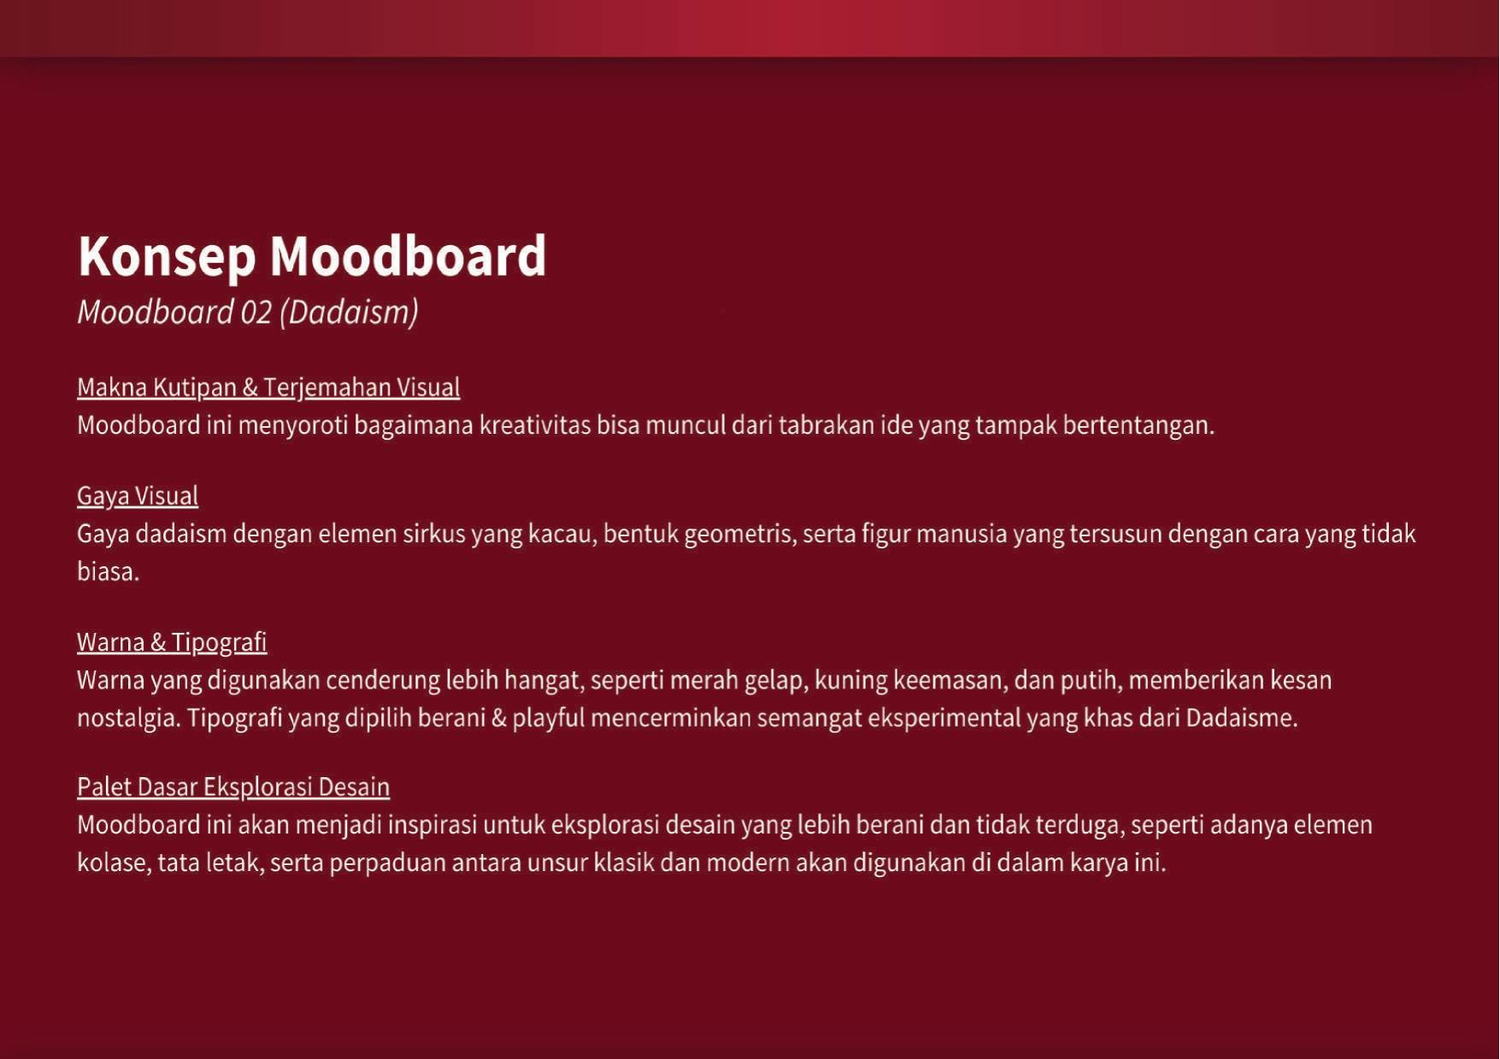 Konsep Moodboard
Moodboard 02 (Dadaism)
Makna Kutipan & Terjemahan Visual
Moodboard ini menyoroti bagaimana kreativitas bisa muncul dari tabrakan ide yang tampak bertentangan.
Gaya Visual
Gaya dadaism dengan elemen sirkus yang kacau, bentuk geometris, serta figur manusia yang tersusun dengan cara yang tidak
biasa.
Warna & Tipografi
Warna yang digunakan cenderung lebih hangat, seperti merah gelap, kuning keemasan, dan putih, memberikan kesan
nostalgia. Tipografi yang dipilih berani & playful mencerminkan semangat eksperimental yang khas dari Dadaisme.
Palet Dasar Eksplorasi Desain
Moodboard ini akan menjadi inspirasi untuk eksplorasi desain yang lebih berani dan tidak terduga, seperti adanya elemen
kolase, tata letak, serta perpaduan antara unsur klasik dan modern akan digunakan di dalam karya ini.